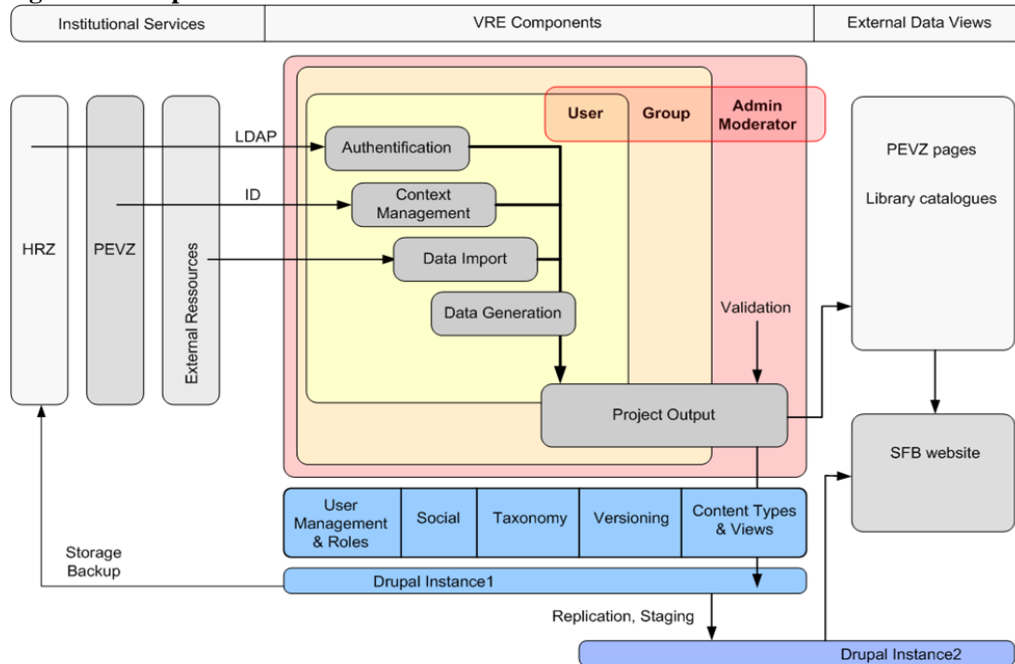 Institutional Services
VRE Components
External Data Views
User
Group
Admin
Moderator
LDAP
Authentification
ID
Context
Management
HRZ
PEVZ
External Ressources
Data Import
Data Generation
Validation
Project Output
PEVZ pages
Library catalogues
SFB website
User
Management
& Roles
Social
Taxonomy
Versioning
Content Types
& Views
Storage
Backup
Drupal Instance1
Replication, Staging
Drupal Instance2